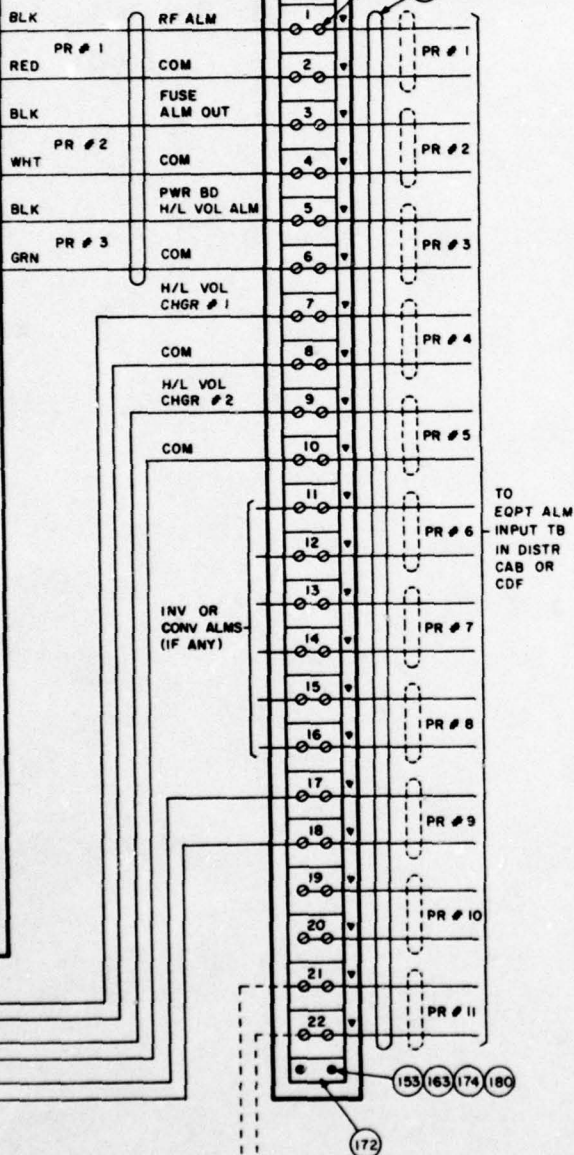 BLK RF ALM 1
PR # 1 PR # 1
RED COM 2
FUSE
BLK ALM OUT 3
PR # 2 PR # 2
WHT COM 4
PWR BD
BLK H/L VOL ALM 5
PR # 3 PR # 3
GRN COM 6
H/L VOL
CHGR # 1 7
PR # 4
COM 8
H/L VOL
CHGR # 2 9
PR # 5
COM 10
11
PR # 6
12
TO
EQPT ALM
INPUT TB
IN DISTR
CAB OR
CDF
13
INV OR
CONV ALMS
(IF ANY)
PR # 7
14
15
PR # 8
16
17
PR # 9
18
19
PR # 10
20
21
PR # 11
22
153 163 174 180
172